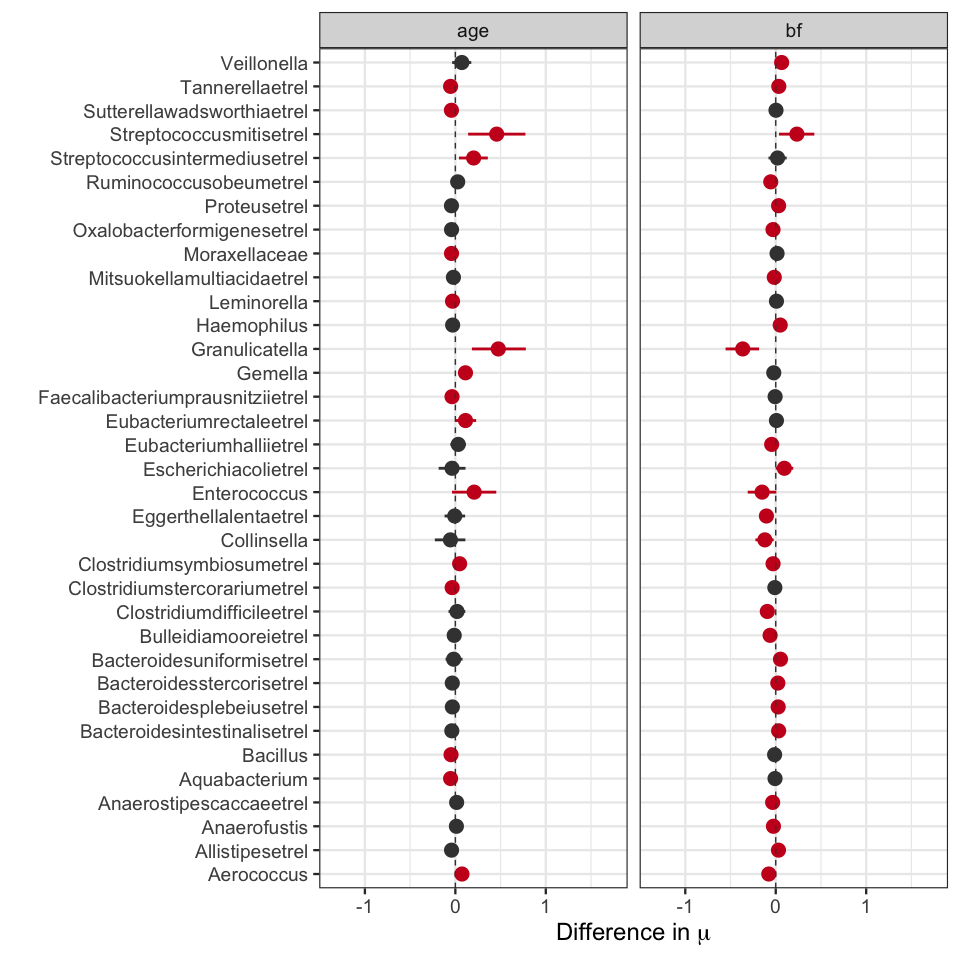 age bf
Veillonella
Tannerellaetrel
Sutterellawadsworthiaetrel
Streptococcusmitisetrel
Streptococcusintermediusetrel
Ruminococcusobeumetrel
Proteusetrel
Oxalobacterformigenesetrel
Moraxellaceae
Mitsuokellamultiacidaetrel
Leminorella
Haemophilus
Granulicatella
Gemella
Faecalibacteriumprausnitziietrel
Eubacteriumrectaleetrel
Eubacteriumhalliietrel
Escherichiacolietrel
Enterococcus
Eggerthellalentaetrel
Collinsella
Clostridiumsymbiosumetrel
Clostridiumstercorariumetrel
Clostridiumdifficileetrel
Bulleidiamooreietrel
Bacteroidesuniformisetrel
Bacteroidesstercorisetrel
Bacteroidesplebeiusetrel
Bacteroidesintestinalisetrel
Bacillus
Aquabacterium
Anaerostipescaccaeetrel
Anaerofustis
Allistipesetrel
Aerococcus
-1 0 1 -1 0 1
Difference in μ